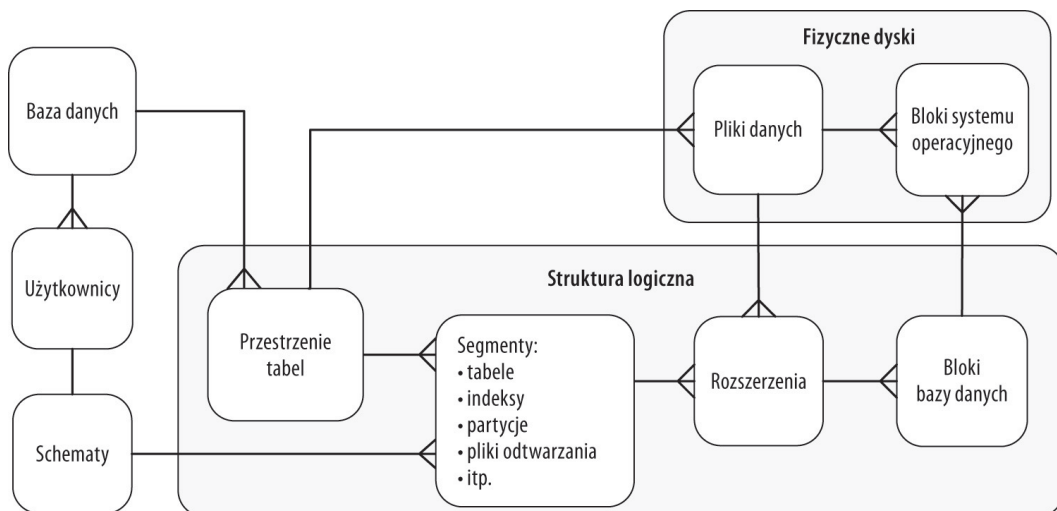 Fizyczne dyski
Baza danych
Pliki danych
Bloki systemu
operacyjnego
Użytkownicy
Struktura logiczna
Przestrzenie
tabel
Segmenty:
• tabele
• indeksy
• partycje
• pliki odtwarzania
• itp.
Rozszerzenia
Bloki
bazy danych
Schematy